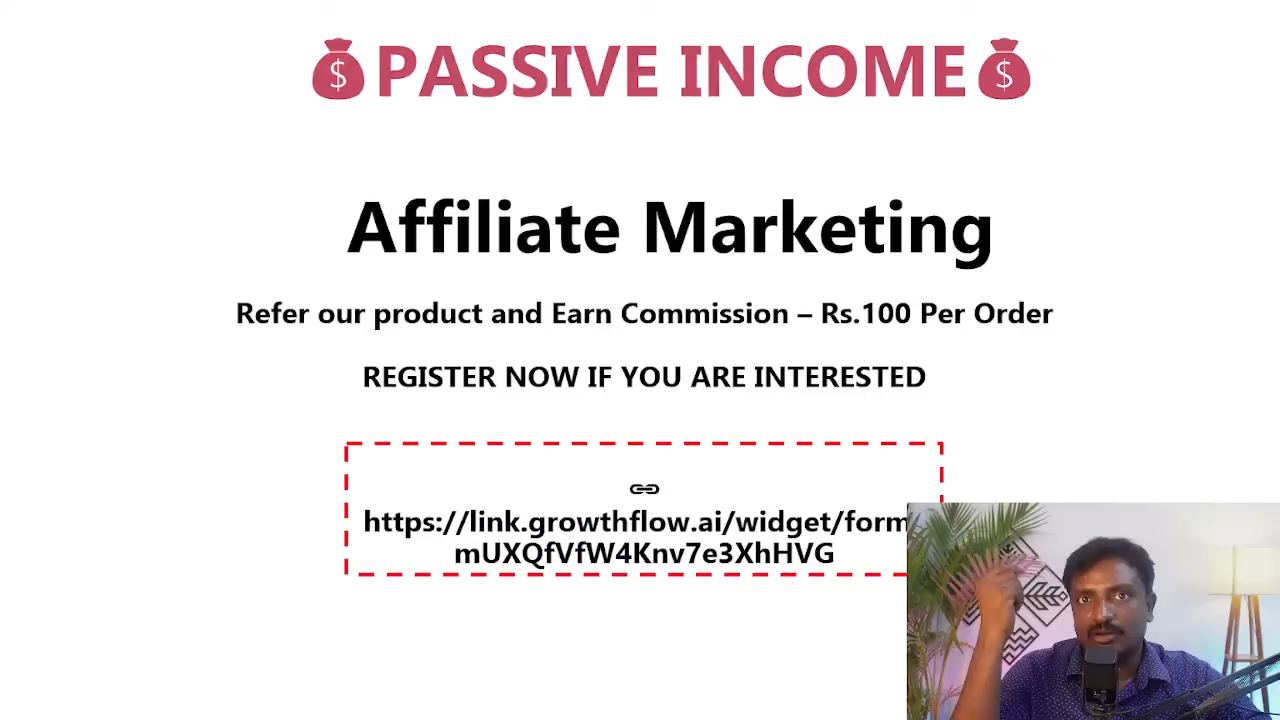 PASSIVE INCOME
Affiliate Marketing
Refer our product and Earn Commission – Rs.100 Per Order
REGISTER NOW IF YOU ARE INTERESTED
https://link.growthflow.ai/widget/form
mUXQfVfW4Knv7e3XhHVG